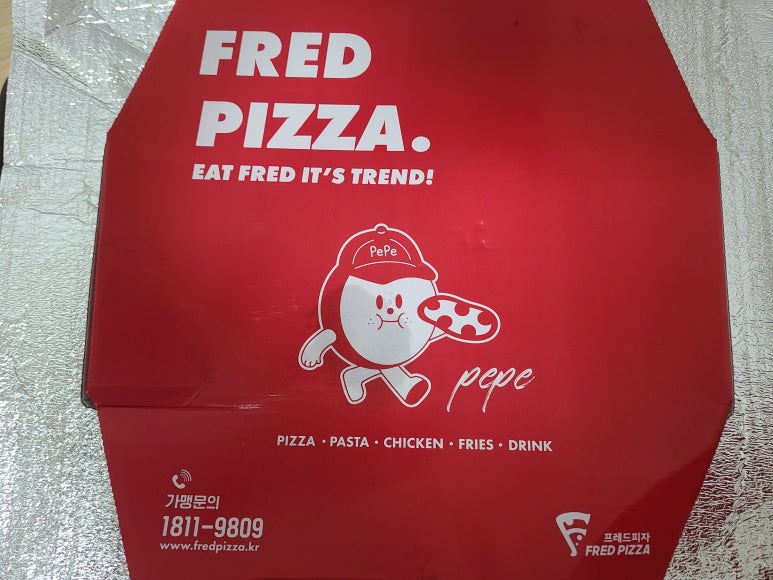 FRED
PIZZA.
EAT FRED IT'S TREND!
PePe
pepe
PIZZA · PASTA · CHICKEN · FRIES · DRINK
가맹문의
1811-9809
www.fredpizza.kr
프레드피자
FRED PIZZA